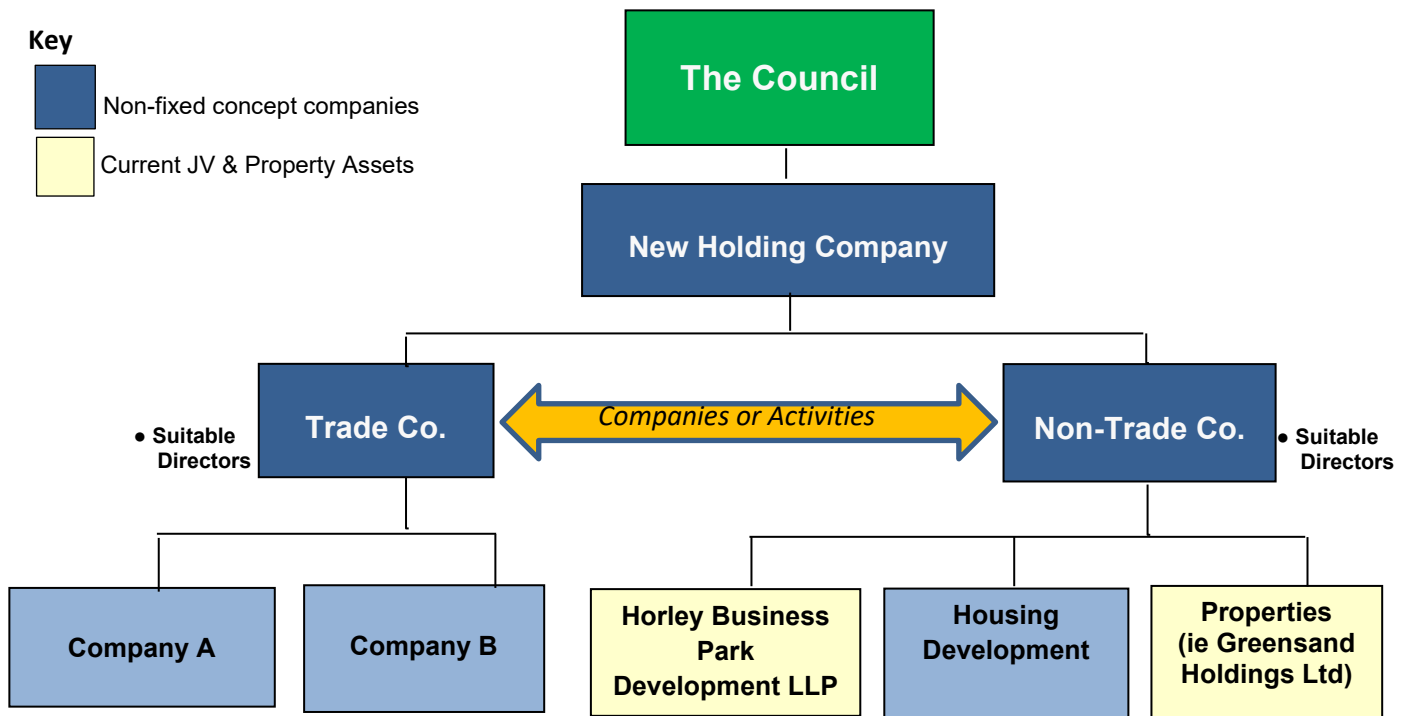 Key
Non-fixed concept companies
Current JV & Property Assets
The Council
New Holding Company
Trade Co.
Companies or Activities
Non-Trade Co.
● Suitable
Directors
● Suitable
Directors
Company A
Company B
Horley Business
Park
Development LLP
Housing
Development
Properties
(ie Greensand
Holdings Ltd)